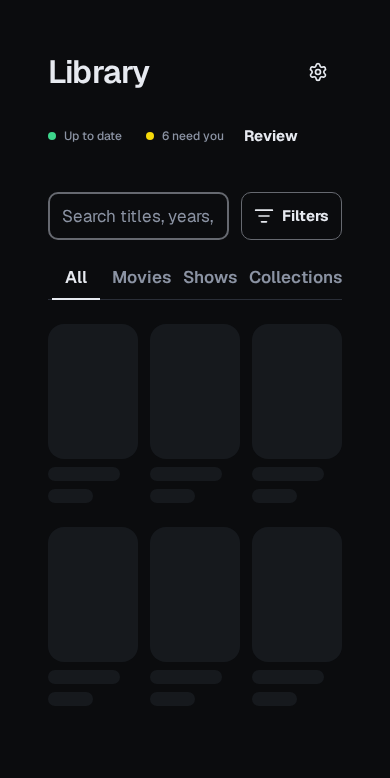 Library
Up to date 6 need you Review
Search titles, years,
Filters
All Movies Shows Collections